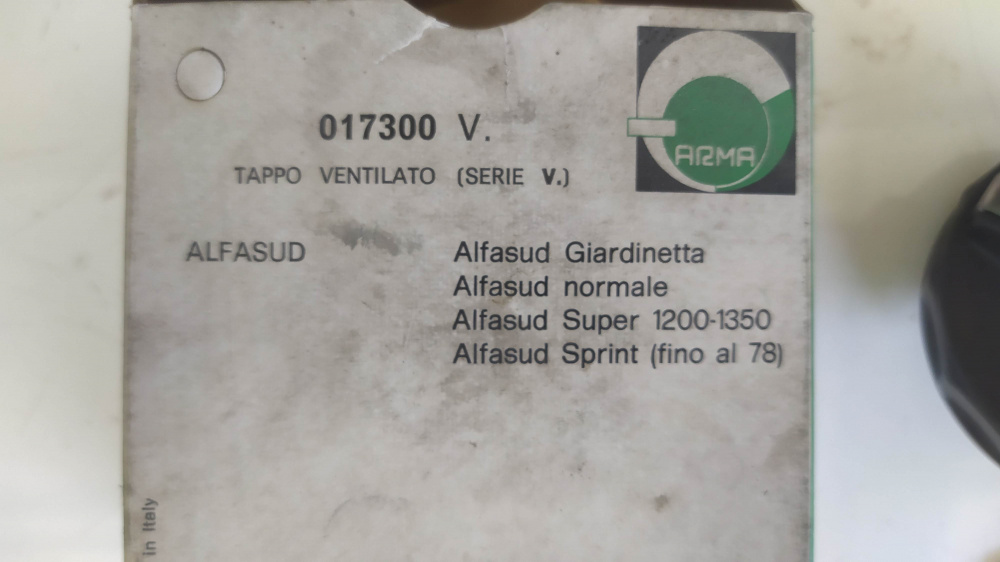 017300 V.
ARMA
TAPPO VENTILATO (SERIE V.)
ALFASUD
Alfasud Giardinetta
Alfasud normale
Alfasud Super 1200-1350
Alfasud Sprint (fino al 78)
in Italy